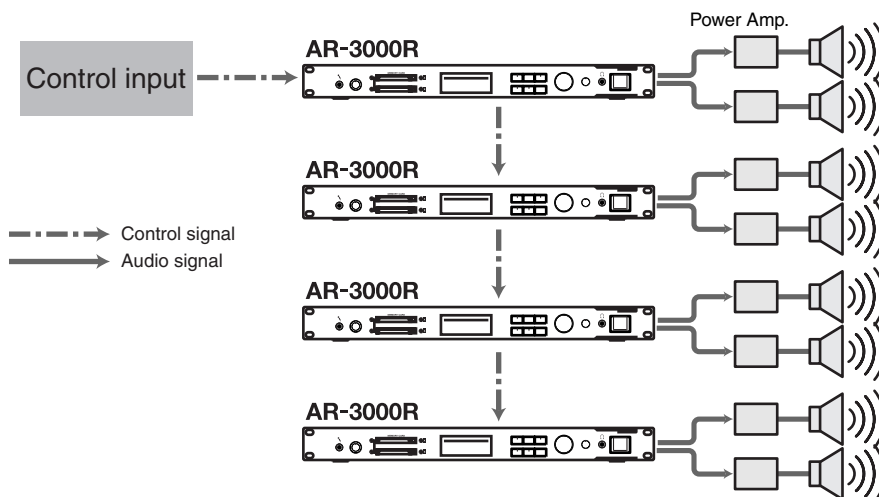 Power Amp.
AR-3000R
Control input
AR-3000R
Control signal
Audio signal
AR-3000R
AR-3000R